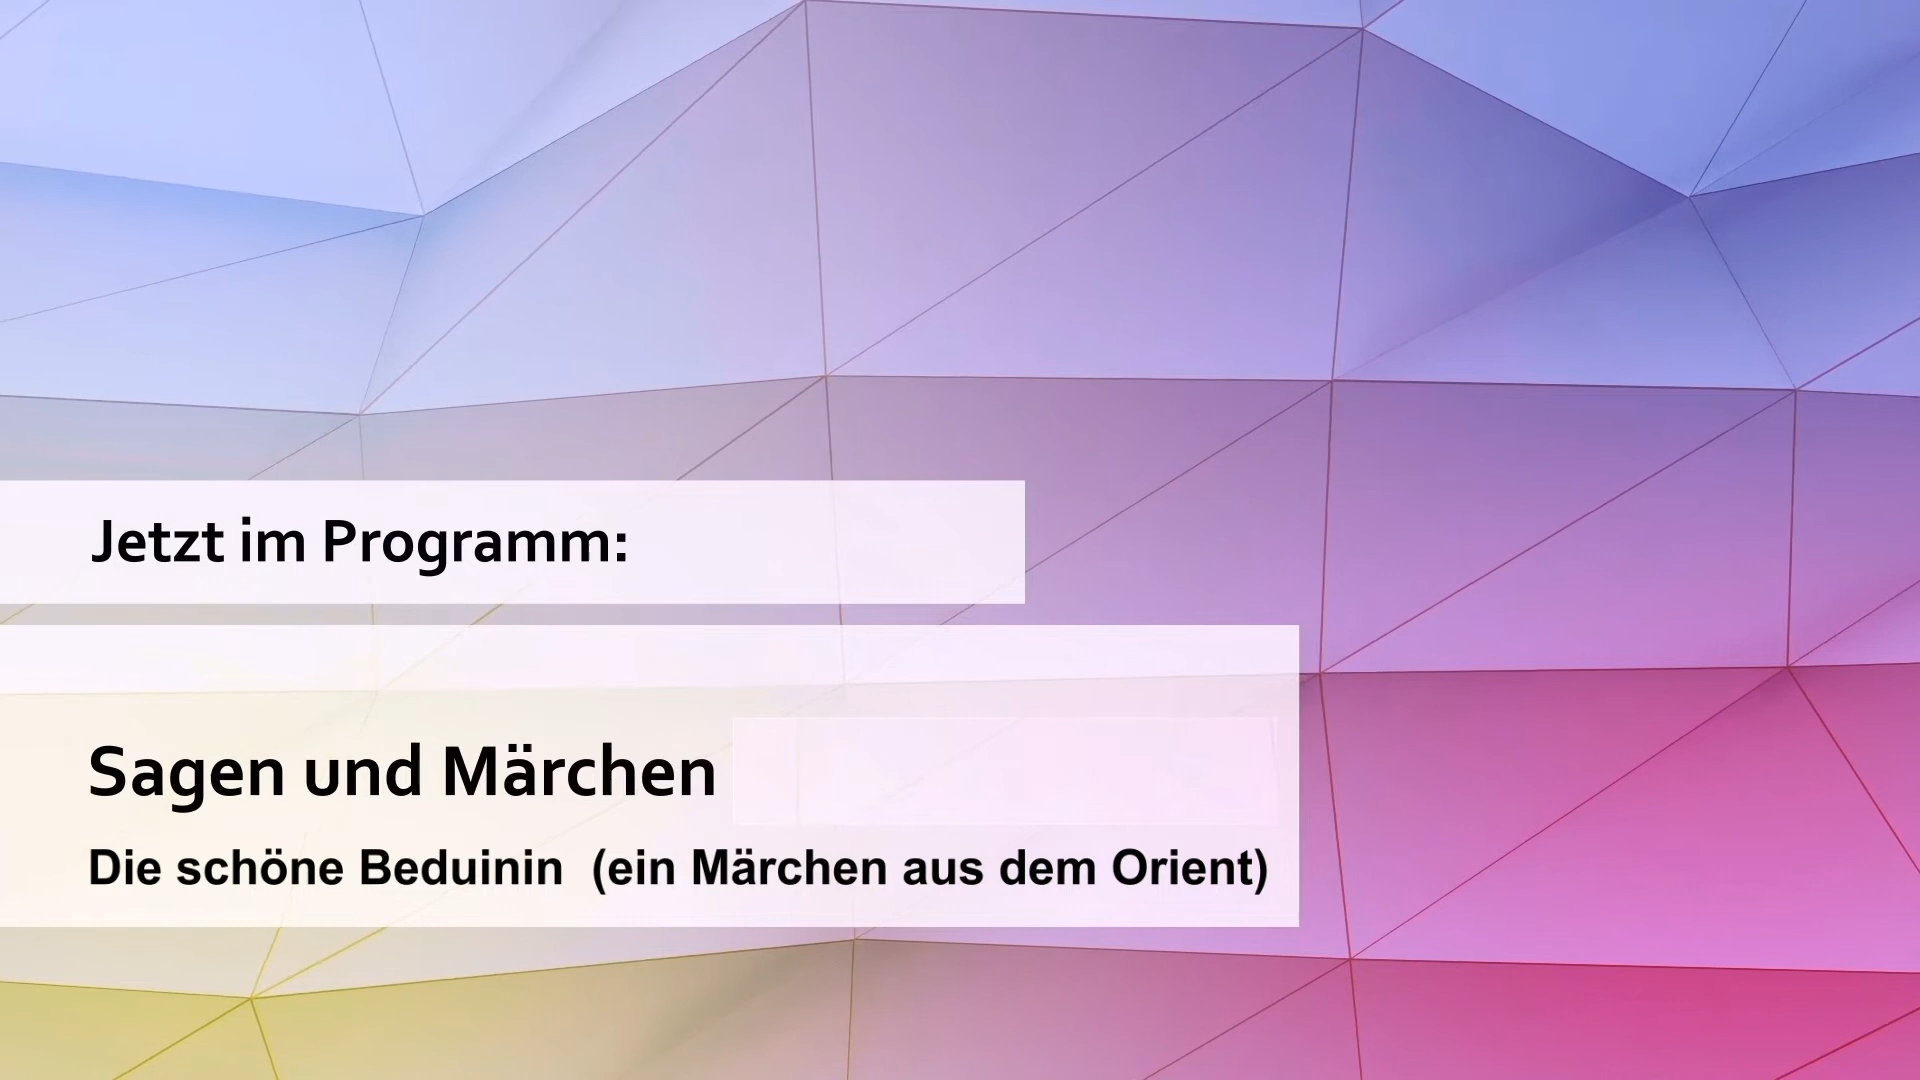 Jetzt im Programm:
Sagen und Märchen
Die schöne Beduinin  (ein Märchen aus dem Orient)